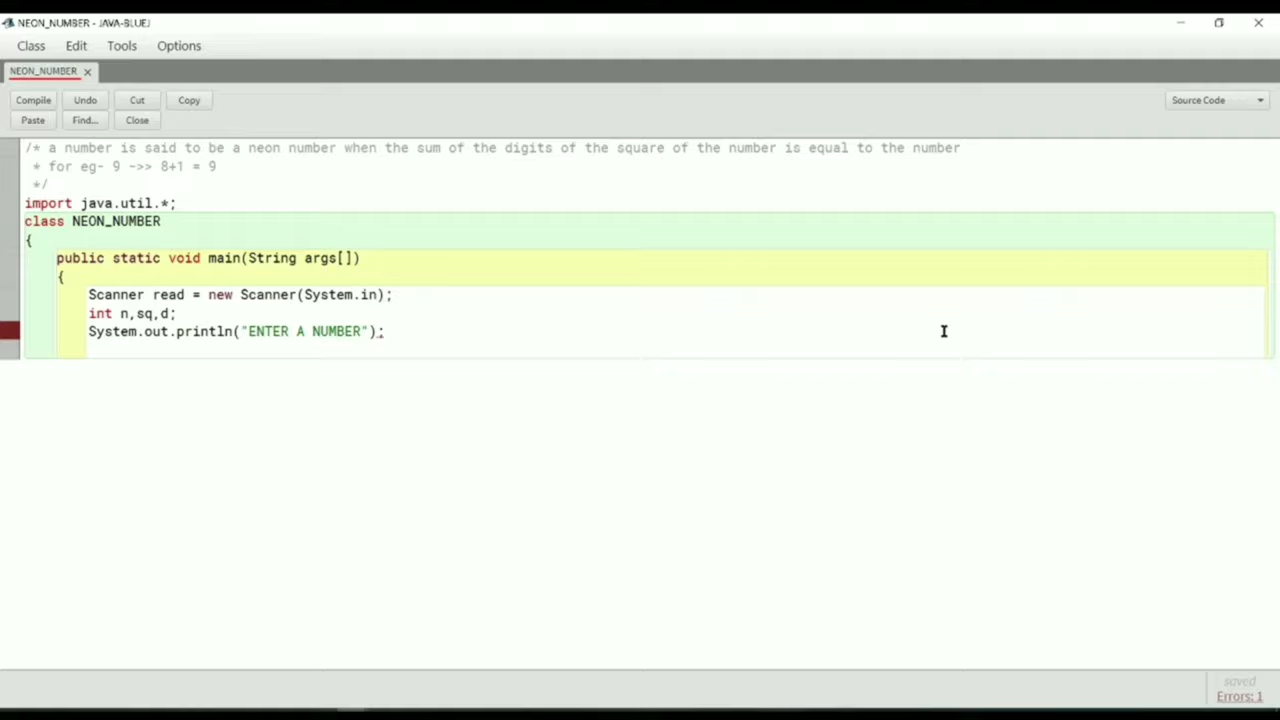 NEON_NUMBER - JAVA-BLUEJ
Class Edit Tools Options
NEON_NUMBER
Compile Undo Cut Copy Source Code
Paste Find... Close
/* a number is said to be a neon number when the sum of the digits of the square of the number is equal to the number
* for eg- 9 ->> 8+1 = 9
*/
import java.util.*;
class NEON_NUMBER
{
public static void main(String args[])
{
Scanner read = new Scanner(System.in);
int n,sq,d;
System.out.println("ENTER A NUMBER");
saved
Errors: 1